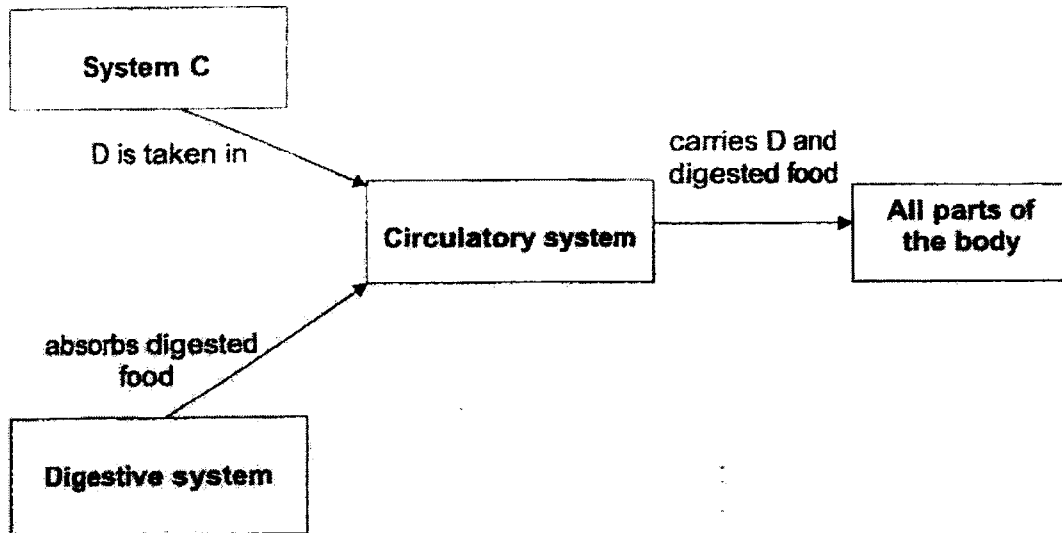 System C
D is taken in
carries D and
digested food
Circulatory system
All parts of
the body
absorbs digested
food
Digestive system